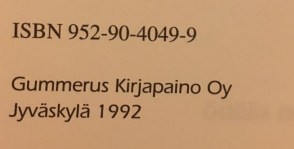 ISBN 952-90-4049-9
Gummerus Kirjapaino Oy
Jyväskylä 1992